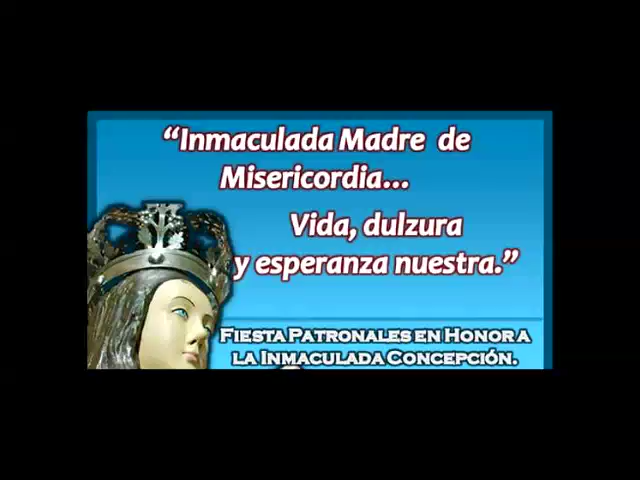 “Inmaculada Madre de
Misericordia...
Vida, dulzura
y esperanza nuestra.”
FIESTA PATRONALES EN HONOR A
LA INMACULADA CONCEPCIÓN.